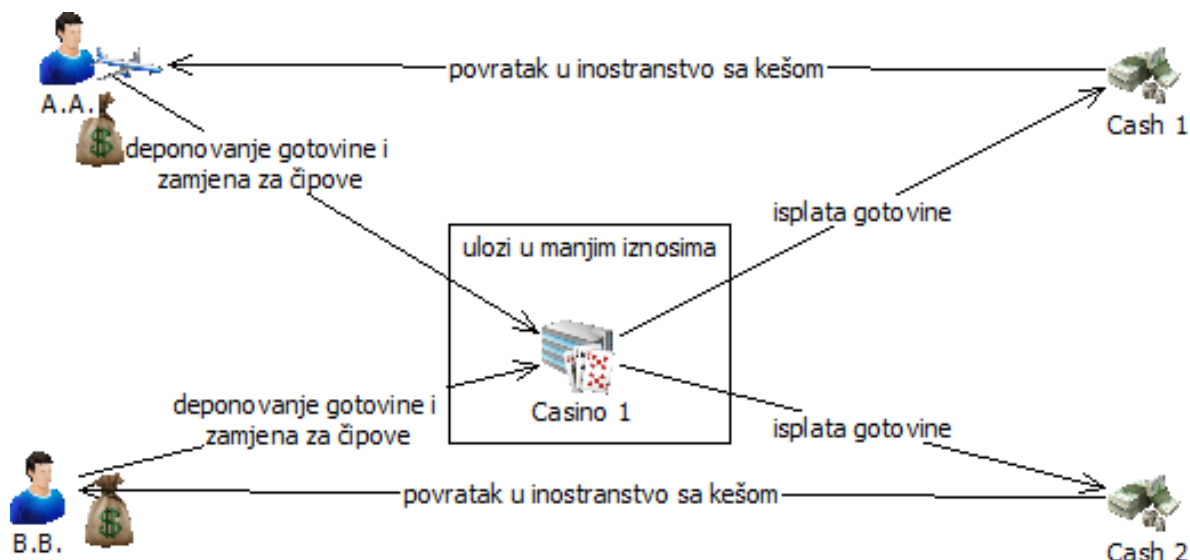 povratak u inostranstvo sa kešom
A.A.
Cash 1
deponovanje gotovine i
zamjena za čipove
isplata gotovine
ulozi u manjim iznosima
Casino 1
deponovanje gotovine i
zamjena za čipove
isplata gotovine
povratak u inostranstvo sa kešom
B.B.
Cash 2